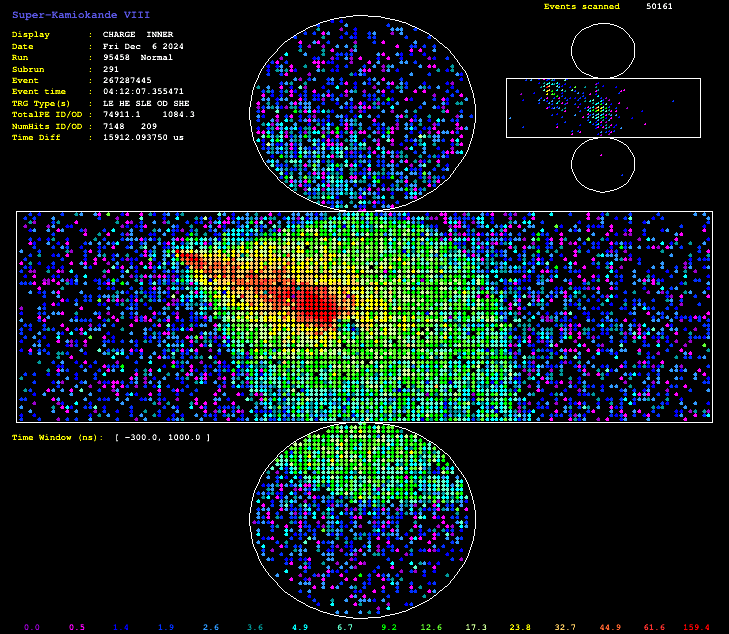 Super-Kamiokande VIII
Events scanned 50161
Display : CHARGE INNER
Date : Fri Dec 6 2024
Run : 95458 Normal
Subrun : 291
Event : 267287445
Event time : 04:12:07.355471
TRG Type(s) : LE HE SLE OD SHE
TotalPE ID/OD : 74911.1 1084.3
NumHits ID/OD : 7148 209
Time Diff : 15912.093750 us
Time Window (ns): [ -300.0, 1000.0 ]
0.0 0.5 1.4 1.9 2.6 3.6 4.9 6.7 9.2 12.6 17.3 23.8 32.7 44.9 61.6 159.4